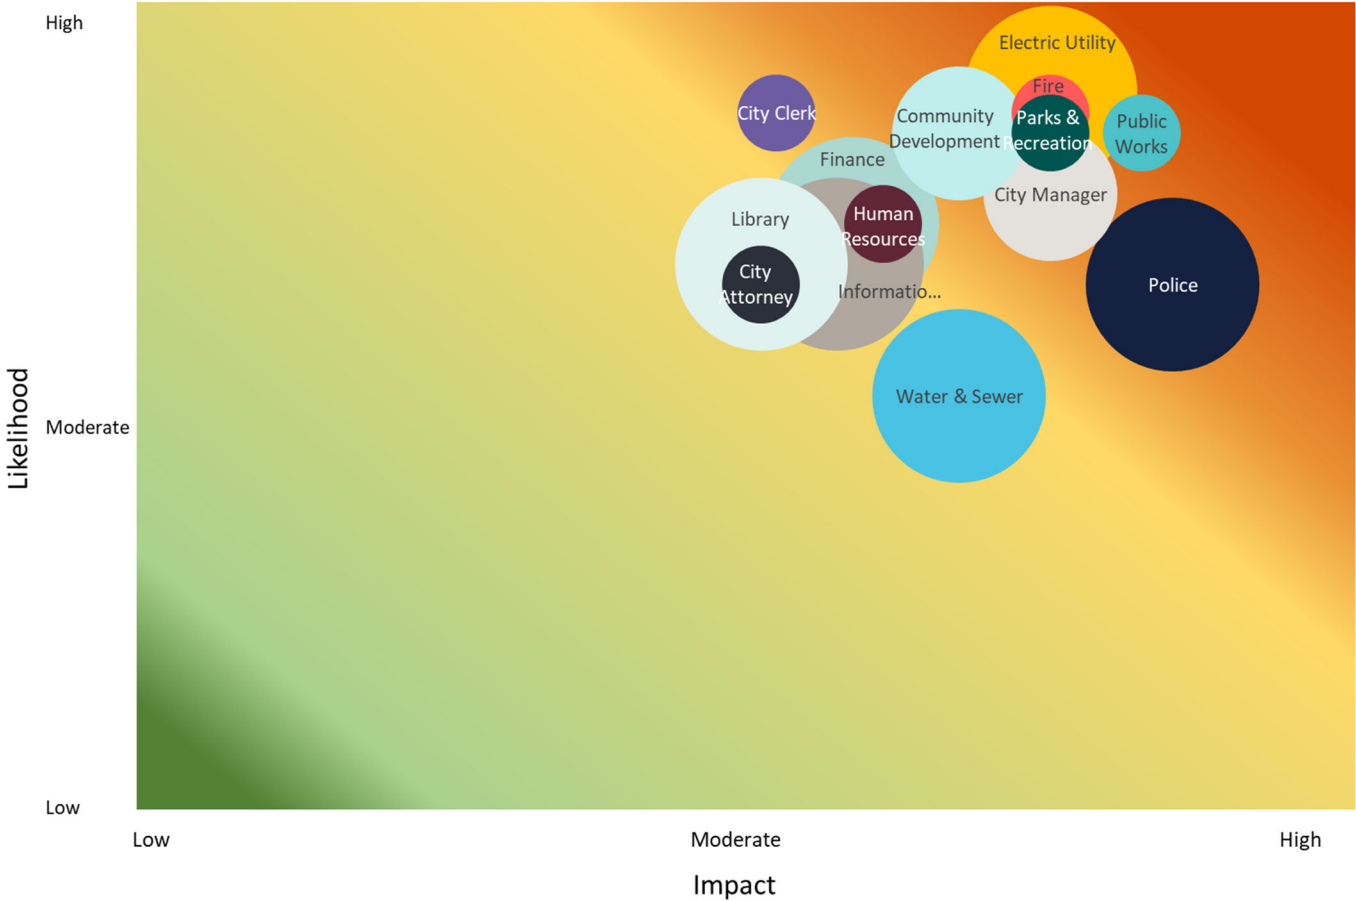 High
Electric Utility
Fire
City Clerk
Community
Development
Parks &
Recreation
Public
Works
Finance
City Manager
Library
Human
Resources
City
Attorney
Informatio...
Police
Water & Sewer
Moderate
Likelihood
Low
Low
Moderate
High
Impact